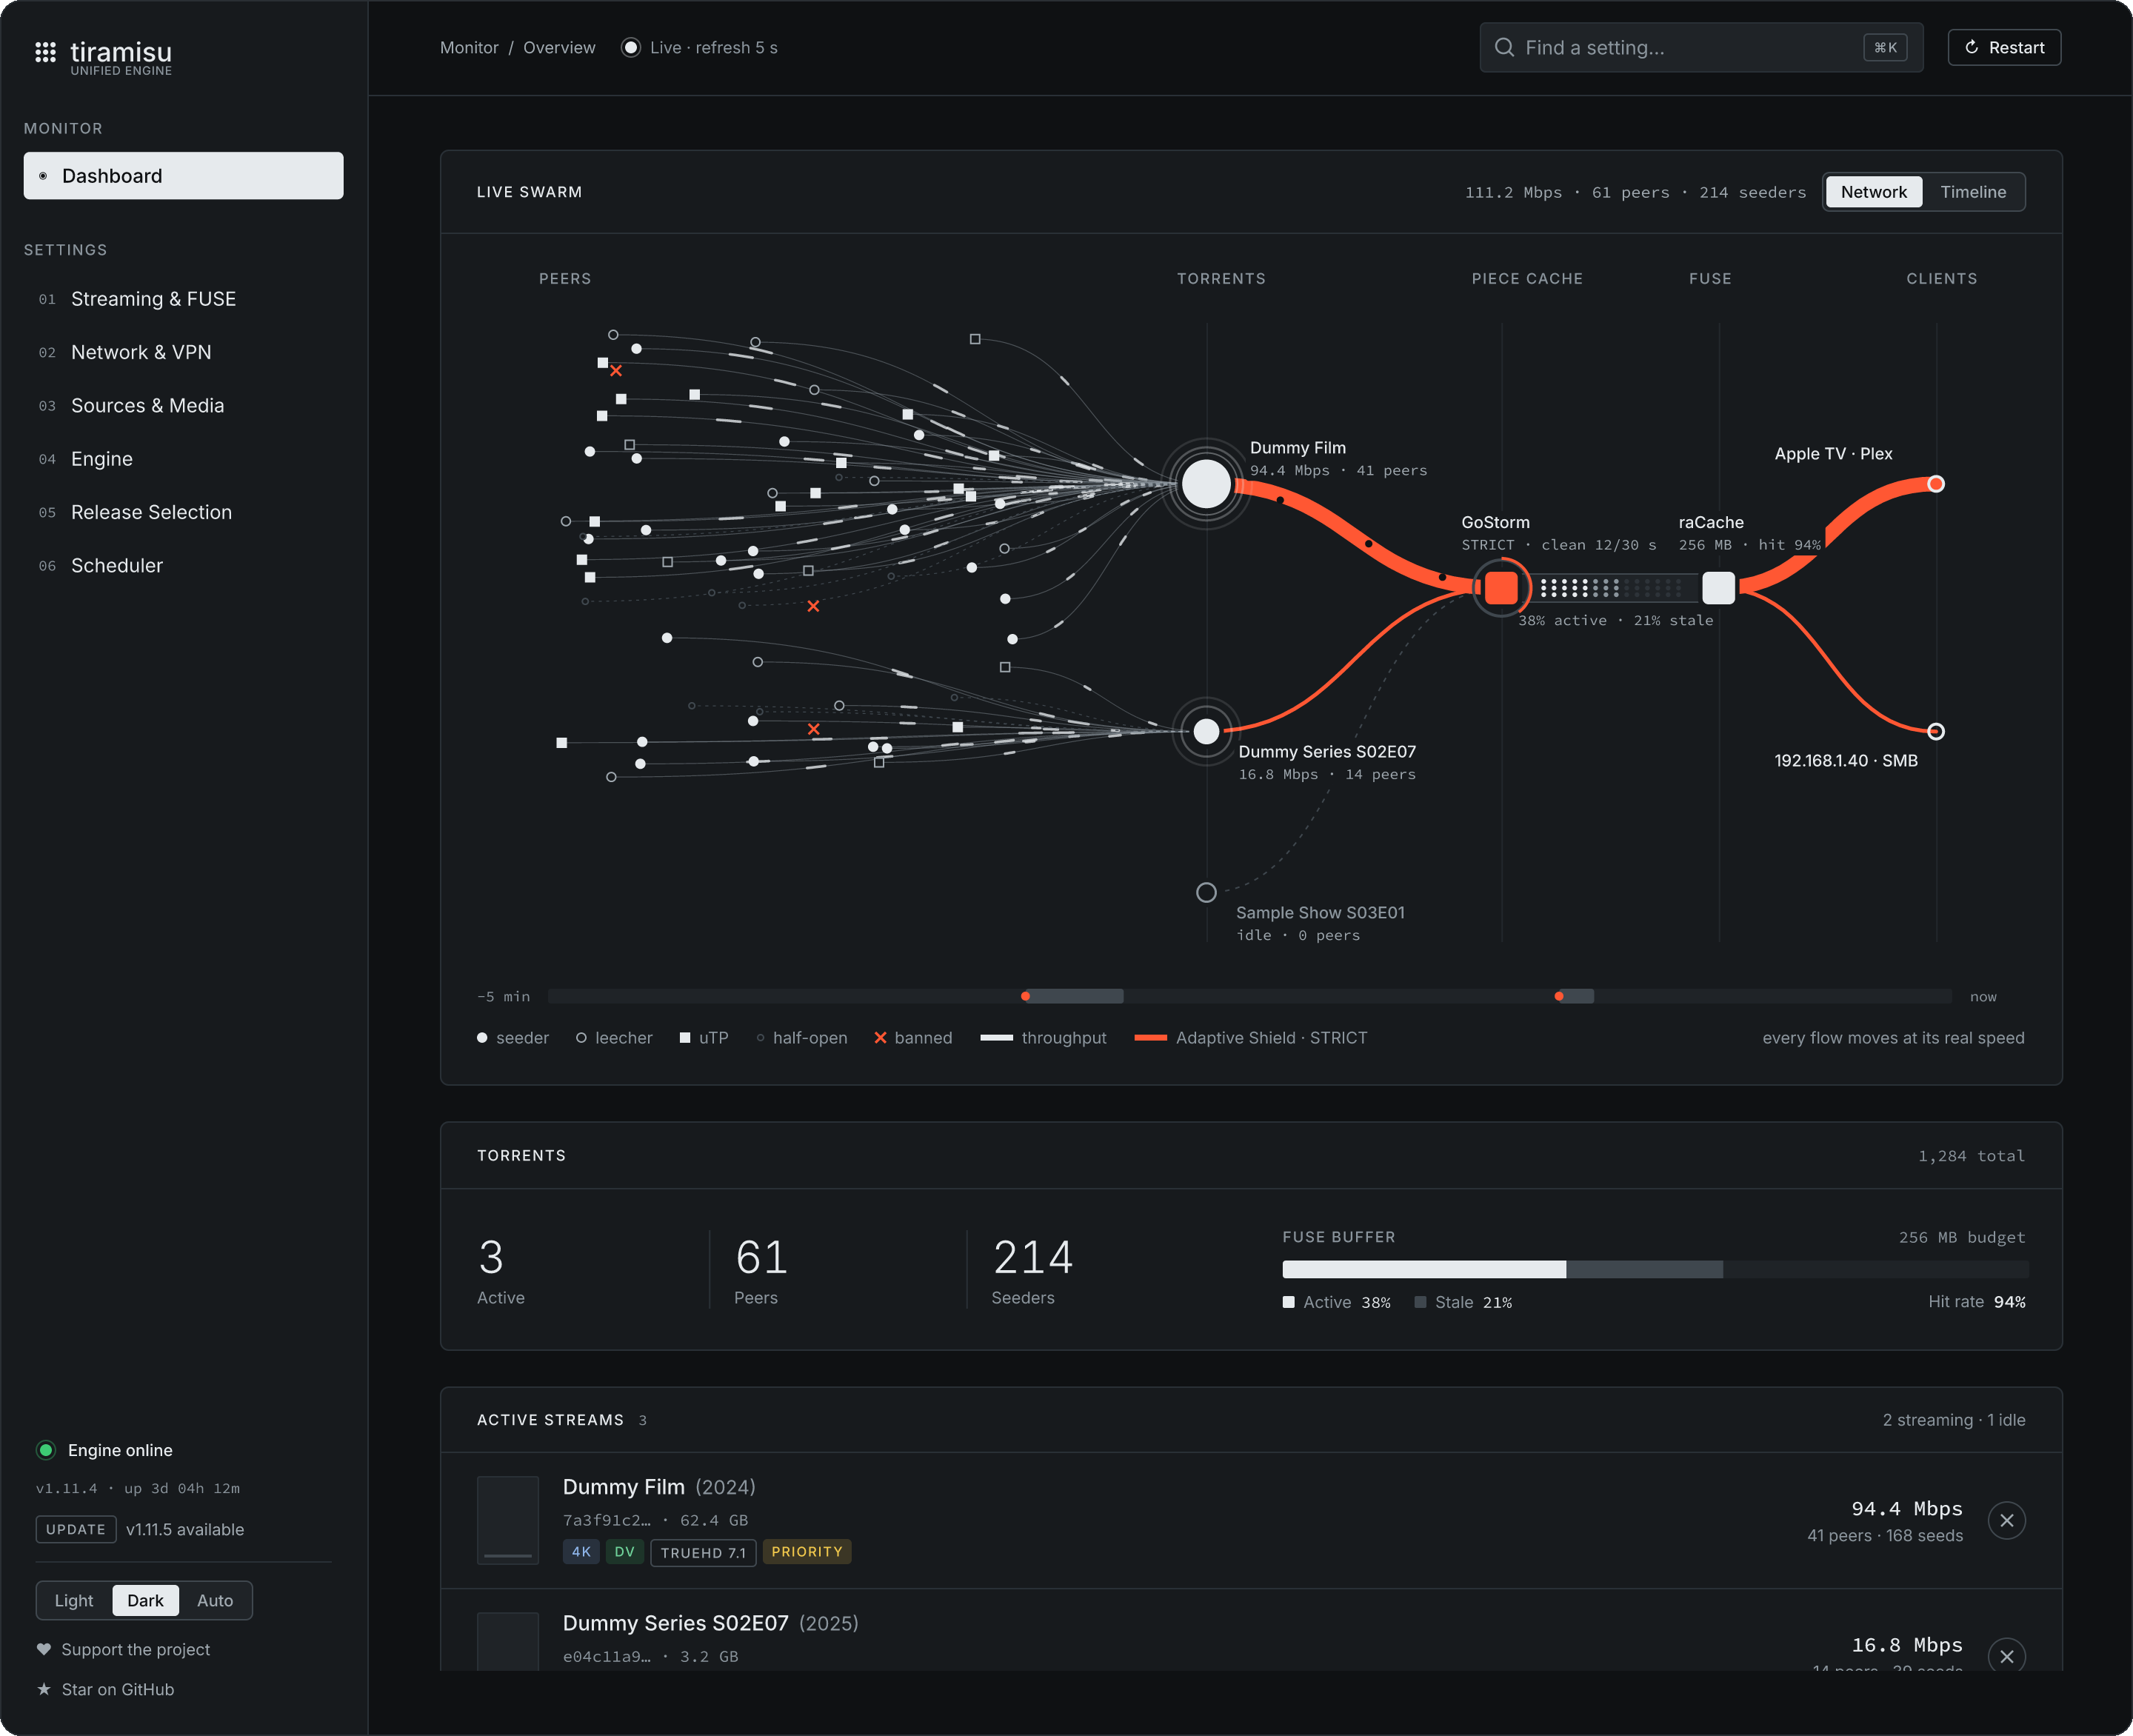 tiramisu
UNIFIED ENGINE
MONITOR
Dashboard
SETTINGS
01 Streaming & FUSE
02 Network & VPN
03 Sources & Media
04 Engine
05 Release Selection
06 Scheduler
Engine online
v1.11.4 · up 3d 04h 12m
UPDATE v1.11.5 available
Light Dark Auto
Support the project
Star on GitHub
Monitor / Overview Live · refresh 5 s
Find a setting... ⌘K
Restart
LIVE SWARM
111.2 Mbps · 61 peers · 214 seeders
Network Timeline
PEERS TORRENTS PIECE CACHE FUSE CLIENTS
Dummy Film
94.4 Mbps · 41 peers
Apple TV · Plex
GoStorm
STRICT · clean 12/30 s
raCache
256 MB · hit 94%
38% active · 21% stale
Dummy Series S02E07
16.8 Mbps · 14 peers
192.168.1.40 · SMB
Sample Show S03E01
idle · 0 peers
−5 min now
seeder leecher uTP half-open banned throughput Adaptive Shield · STRICT every flow moves at its real speed
TORRENTS 1,284 total
3
Active
61
Peers
214
Seeders
FUSE BUFFER 256 MB budget
Active 38% Stale 21% Hit rate 94%
ACTIVE STREAMS 3 2 streaming · 1 idle
Dummy Film (2024)
7a3f91c2… · 62.4 GB
4K DV TRUEHD 7.1 PRIORITY
94.4 Mbps
41 peers · 168 seeds
Dummy Series S02E07 (2025)
e04c11a9… · 3.2 GB
16.8 Mbps